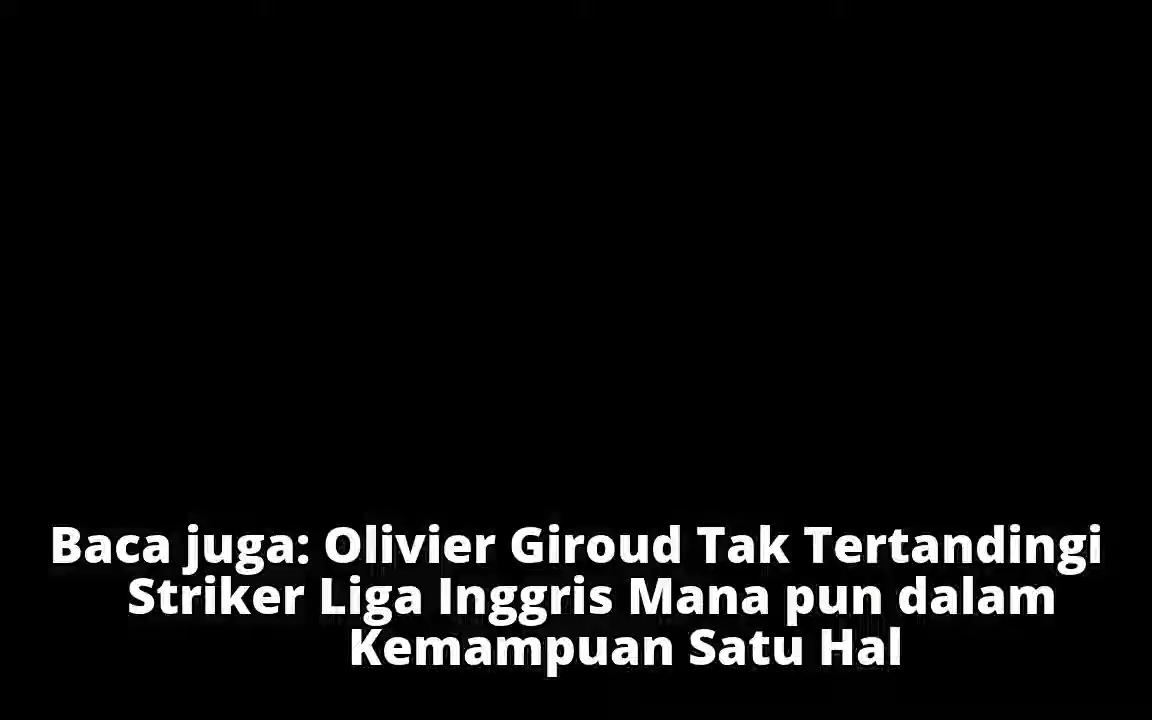 Baca juga: Olivier Giroud Tak Tertandingi
Striker Liga Inggris Mana pun dalam
Kemampuan Satu Hal